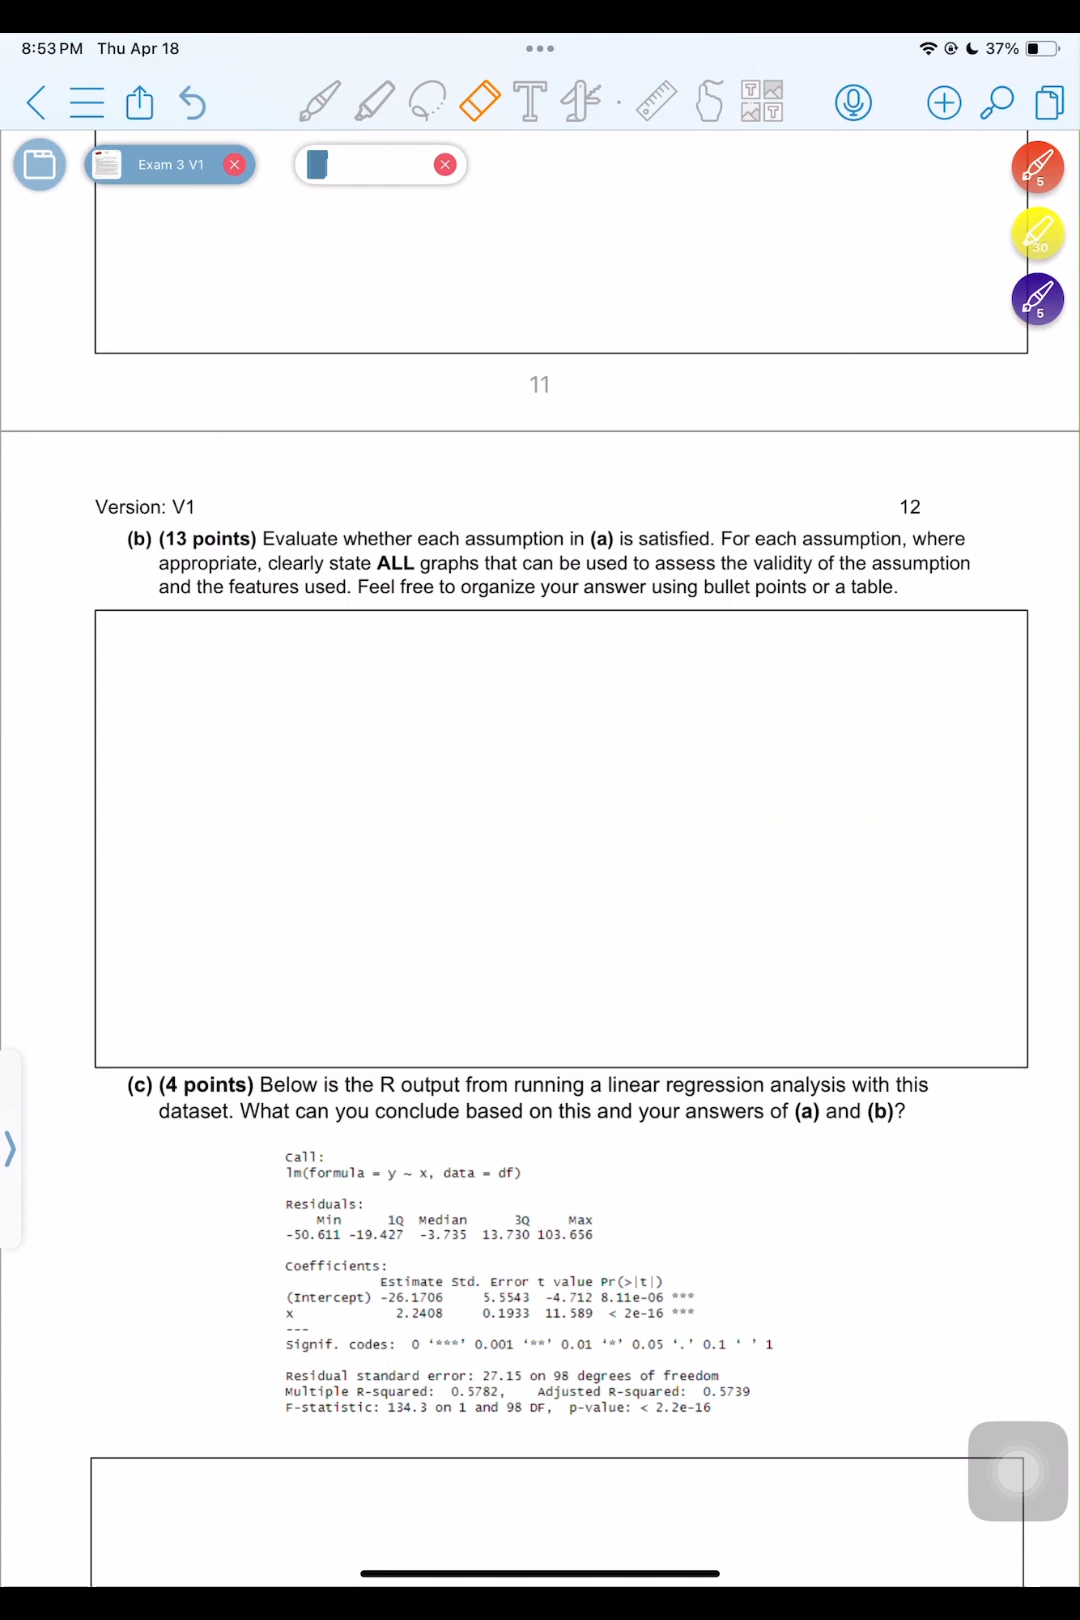 8:53 PM Thu Apr 18
37%
Exam 3 V1
5
30
5
11
Version: V1 12
(b) (13 points) Evaluate whether each assumption in (a) is satisfied. For each assumption, where
appropriate, clearly state ALL graphs that can be used to assess the validity of the assumption
and the features used. Feel free to organize your answer using bullet points or a table.
(c) (4 points) Below is the R output from running a linear regression analysis with this
dataset. What can you conclude based on this and your answers of (a) and (b)?
Call:
lm(formula = y ~ x, data = df)
Residuals:
Min 1Q Median 3Q Max
-50.611 -19.427 -3.735 13.730 103.656
Coefficients:
Estimate Std. Error t value Pr(>|t|)
(Intercept) -26.1706 5.5543 -4.712 8.11e-06 ***
x 2.2408 0.1933 11.589 < 2e-16 ***
---
Signif. codes: 0 ‘***’ 0.001 ‘**’ 0.01 ‘*’ 0.05 ‘.’ 0.1 ‘ ’ 1
Residual standard error: 27.15 on 98 degrees of freedom
Multiple R-squared: 0.5782, Adjusted R-squared: 0.5739
F-statistic: 134.3 on 1 and 98 DF, p-value: < 2.2e-16